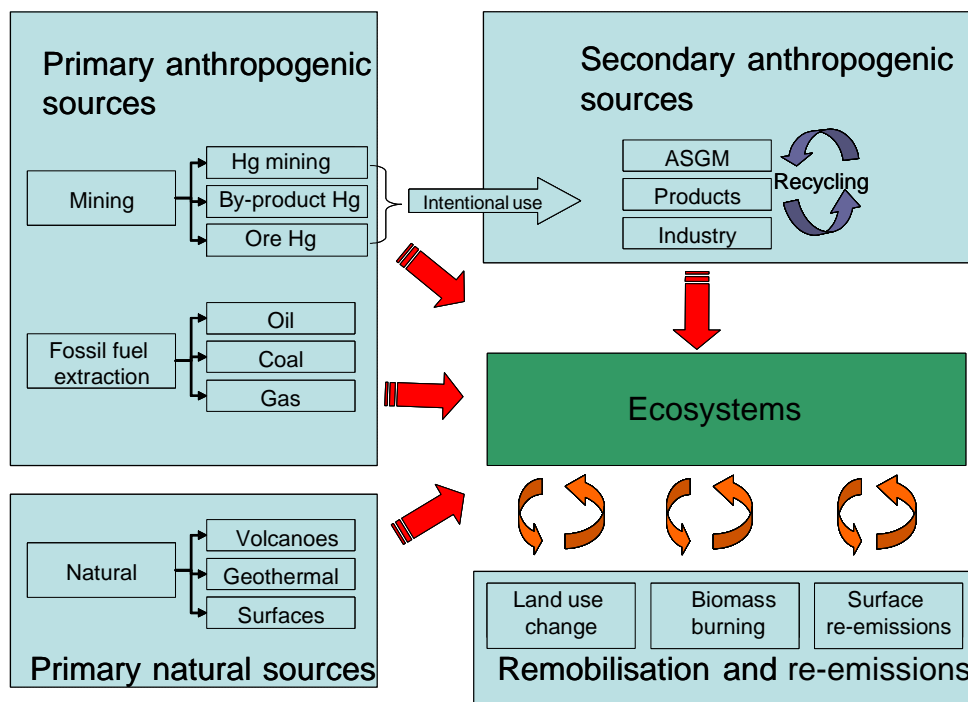 Primary anthropogenic
sources
Mining
Hg mining
By-product Hg
Ore Hg
Fossil fuel
extraction
Oil
Coal
Gas
Intentional use
Secondary anthropogenic
sources
ASGM
Products
Industry
Recycling
Ecosystems
Natural
Volcanoes
Geothermal
Surfaces
Primary natural sources
Land use
change
Biomass
burning
Surface
re-emissions
Remobilisation and re-emissions